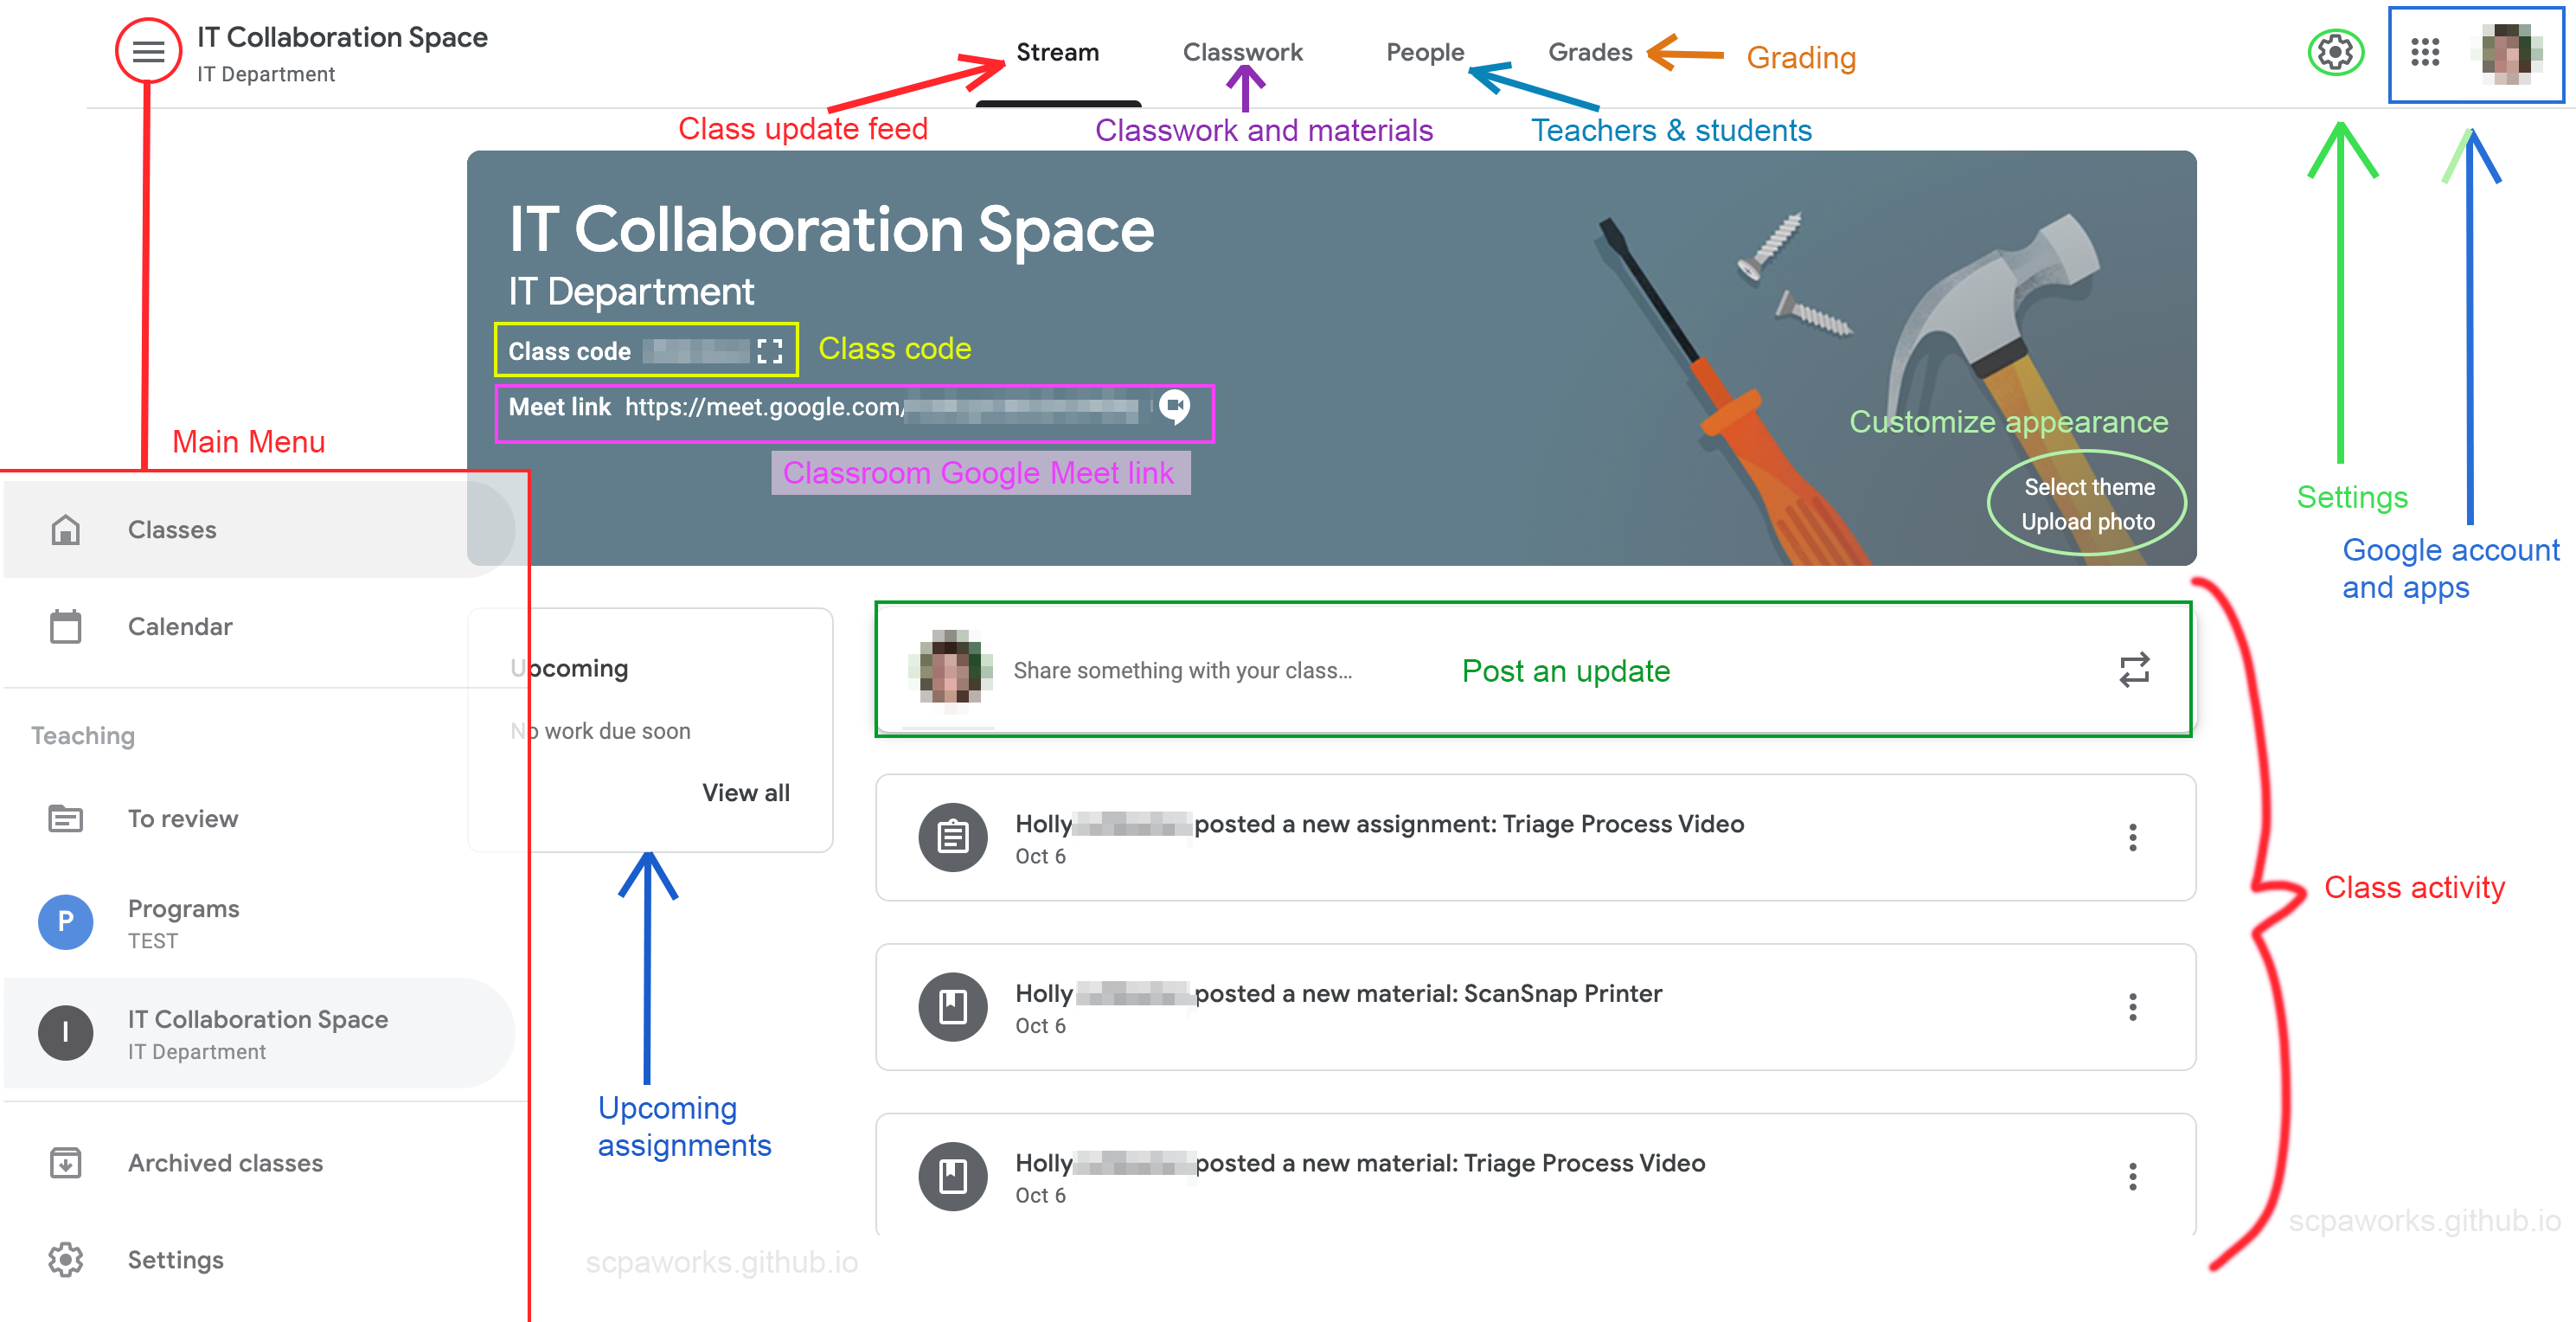 IT Collaboration Space
IT Department
Stream
Classwork
People
Grades
Grading
Class update feed
Classwork and materials
Teachers & students
IT Collaboration Space
IT Department
Class code
Class code
Meet link https://meet.google.com/
Classroom Google Meet link
Customize appearance
Select theme
Upload photo
Settings
Google account
and apps
Main Menu
Classes
Calendar
Teaching
To review
P
Programs
TEST
I
IT Collaboration Space
IT Department
Archived classes
Settings
Upcoming
No work due soon
View all
Upcoming
assignments
Share something with your class...
Post an update
Holly posted a new assignment: Triage Process Video
Oct 6
Holly posted a new material: ScanSnap Printer
Oct 6
Holly posted a new material: Triage Process Video
Oct 6
Class activity
scpaworks.github.io
scpaworks.github.io